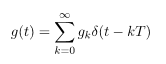 g(t) = \sum_{k=0}^{\infty} g_k \delta(t - kT)